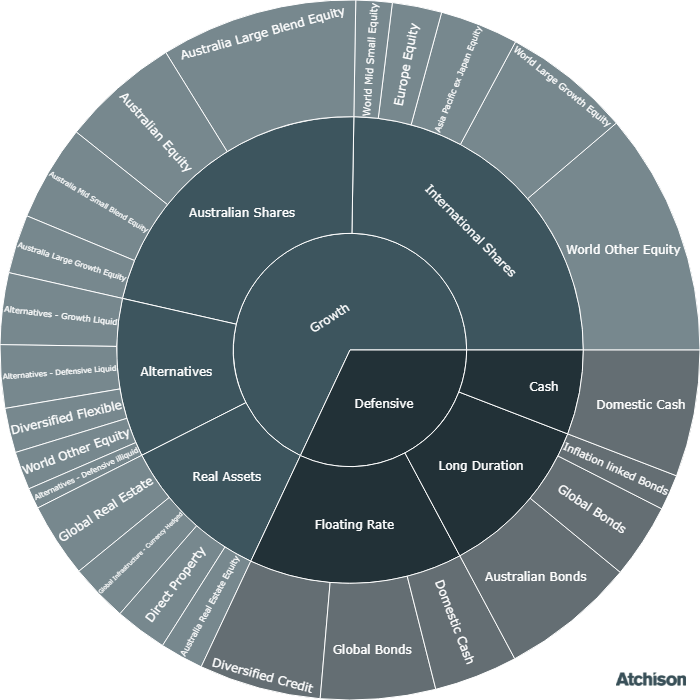 Australia Large Blend Equity
World Mid Small Equity
Europe Equity
Asia Pacific ex Japan Equity
World Large Growth Equity
Australian Equity
Australia Mid Small Blend Equity
Australian Shares
International Shares
World Other Equity
Australia Large Growth Equity
Alternatives - Growth Liquid
Growth
Alternatives - Defensive Liquid
Alternatives
Defensive
Cash
Domestic Cash
Diversified Flexible
World Other Equity
Alternatives - Defensive illiquid
Real Assets
Long Duration
Inflation linked Bonds
Global Real Estate
Global Bonds
Floating Rate
Global Infrastructure - Currency Hedged
Direct Property
Australia Real Estate Equity
Australian Bonds
Domestic Cash
Global Bonds
Diversified Credit
Atchison